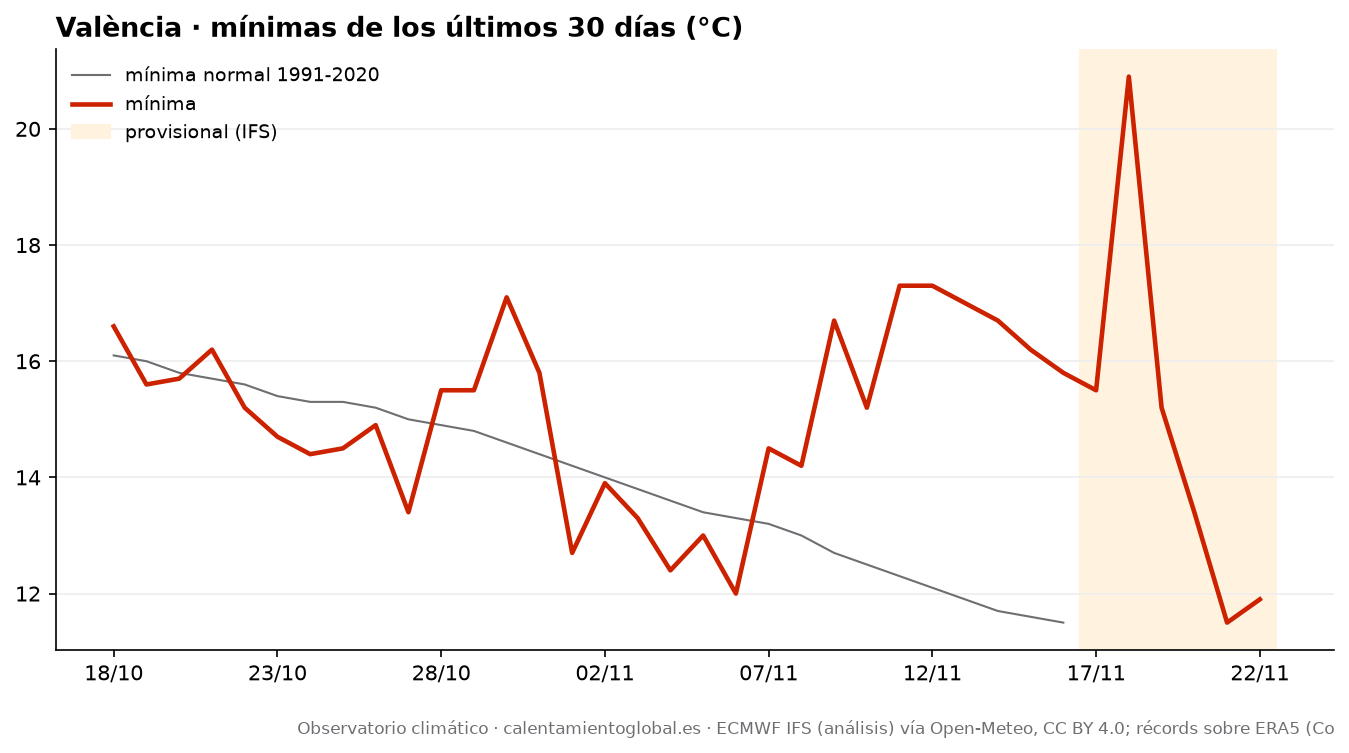 València · mínimas de los últimos 30 días (°C)
mínima normal 1991-2020
mínima
provisional (IFS)
20
18
16
14
12
18/10 23/10 28/10 02/11 07/11 12/11 17/11 22/11
Observatorio climático · calentamientoglobal.es · ECMWF IFS (análisis) vía Open-Meteo, CC BY 4.0; récords sobre ERA5 (Co